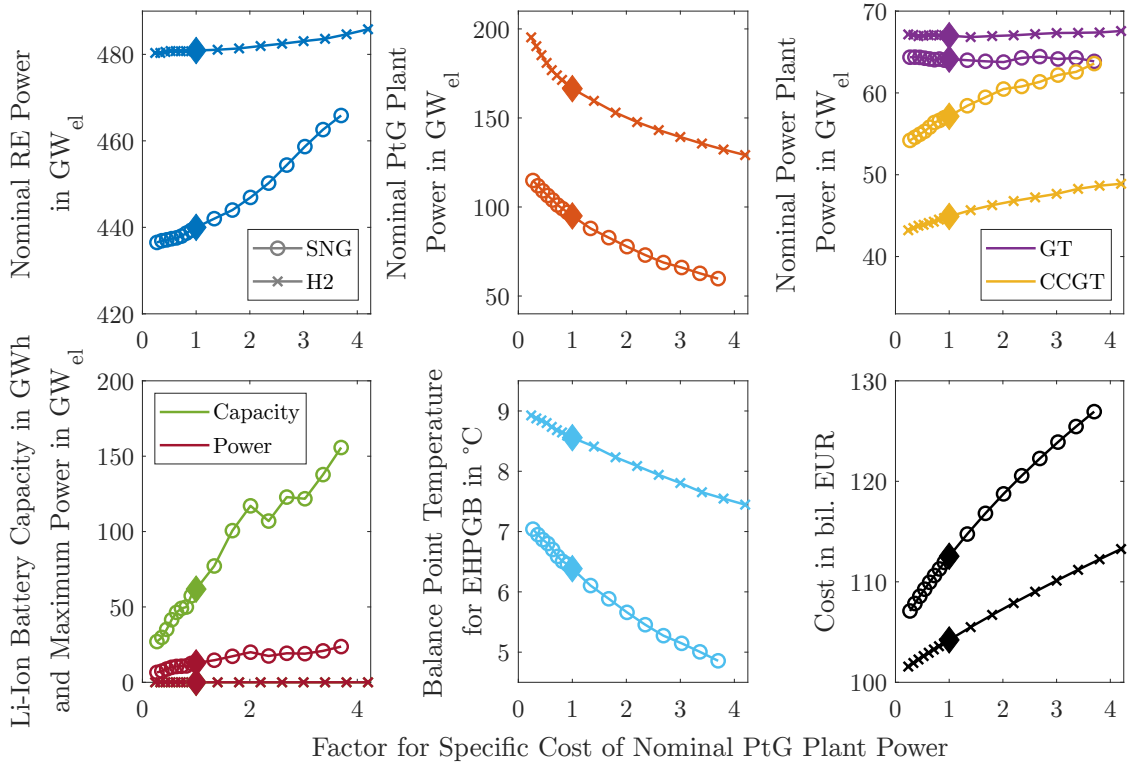 Nominal RE Power
in GW_el
480
460
440
420
0 1 2 3 4
SNG
H2
Nominal PtG Plant
Power in GW_el
200
150
100
50
0 1 2 3 4
Nominal Power Plant
Power in GW_el
70
60
50
40
0 1 2 3 4
GT
CCGT
Li-Ion Battery Capacity in GWh
and Maximum Power in GW_el
200
150
100
50
0
0 1 2 3 4
Capacity
Power
Balance Point Temperature
for EHPGB in °C
9
8
7
6
5
0 1 2 3 4
Cost in bil. EUR
130
120
110
100
0 1 2 3 4
Factor for Specific Cost of Nominal PtG Plant Power